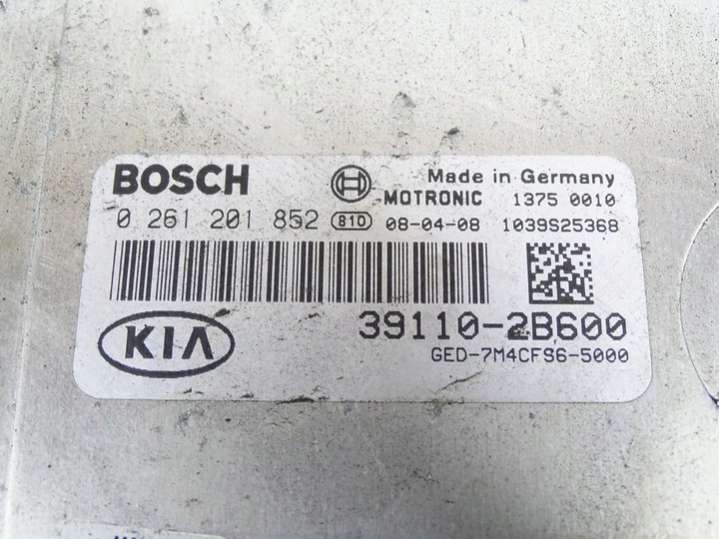 BOSCH
Made in Germany
MOTRONIC 1375 0010
0 261 201 852 81D 08-04-08 1039S25368
KIA
39110-2B600
GED-7M4CFS6-5000